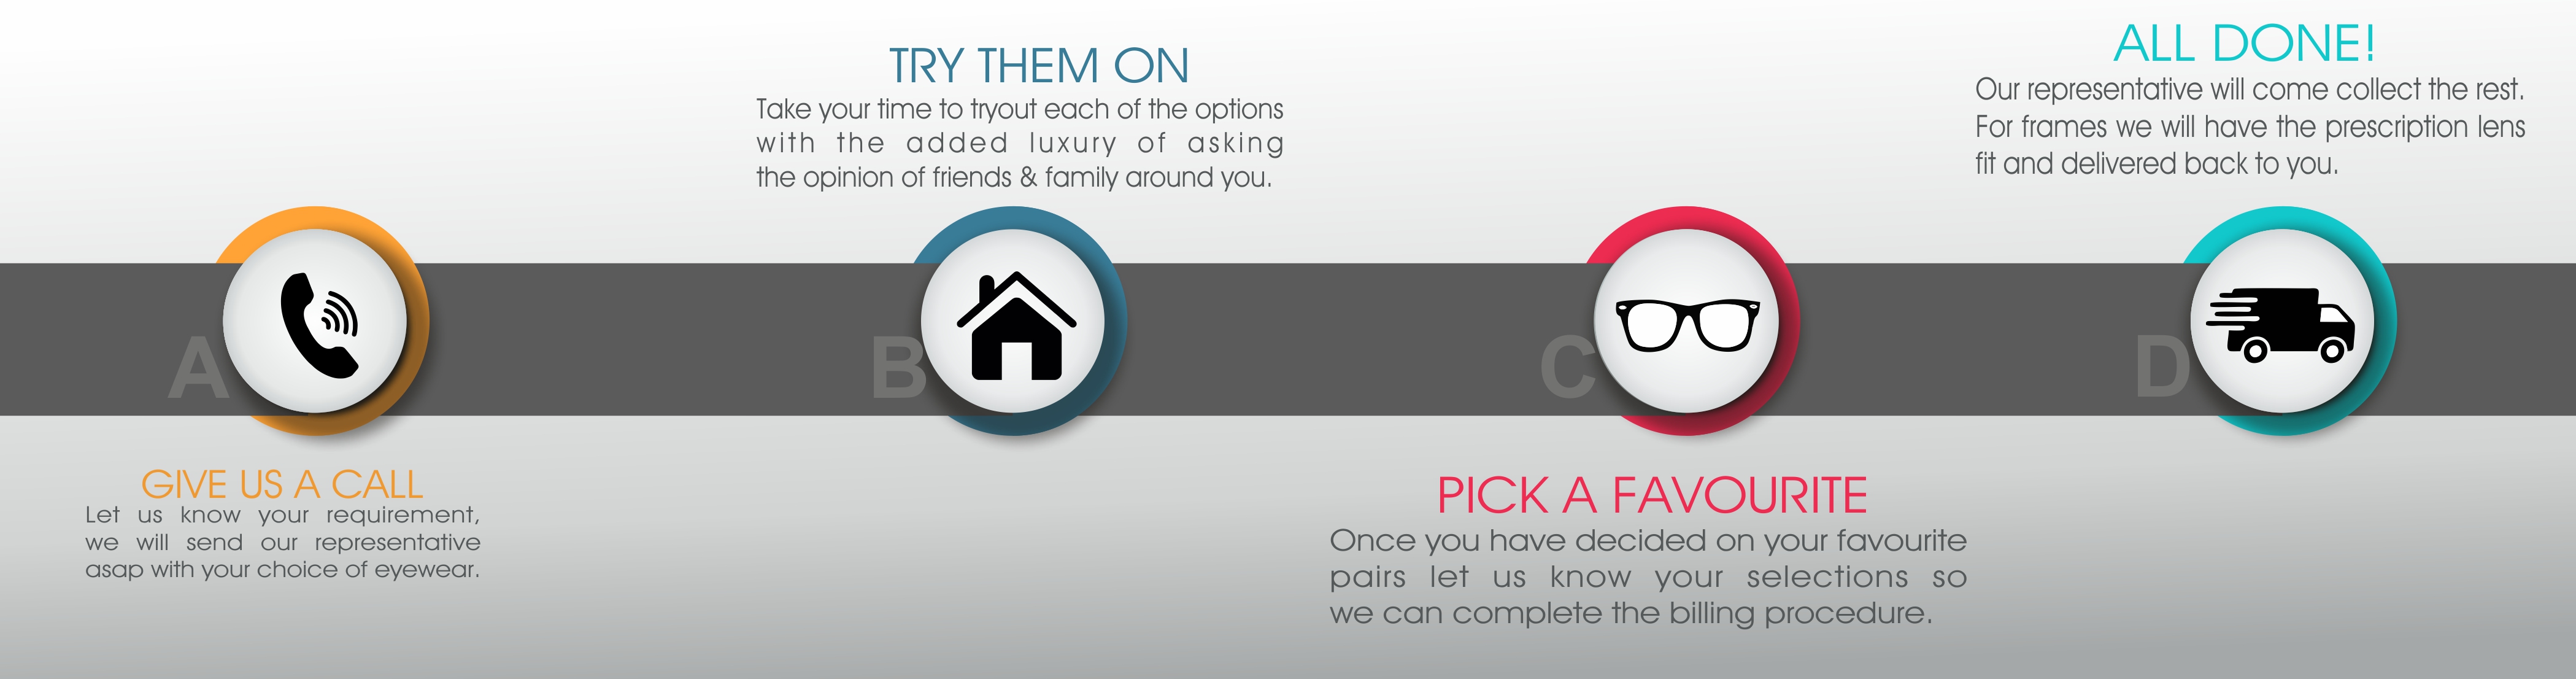 A
GIVE US A CALL
Let us know your requirement,
we will send our representative
asap with your choice of eyewear.
B
TRY THEM ON
Take your time to tryout each of the options
with the added luxury of asking
the opinion of friends & family around you.
C
PICK A FAVOURITE
Once you have decided on your favourite
pairs let us know your selections so
we can complete the billing procedure.
D
ALL DONE!
Our representative will come collect the rest.
For frames we will have the prescription lens
fit and delivered back to you.